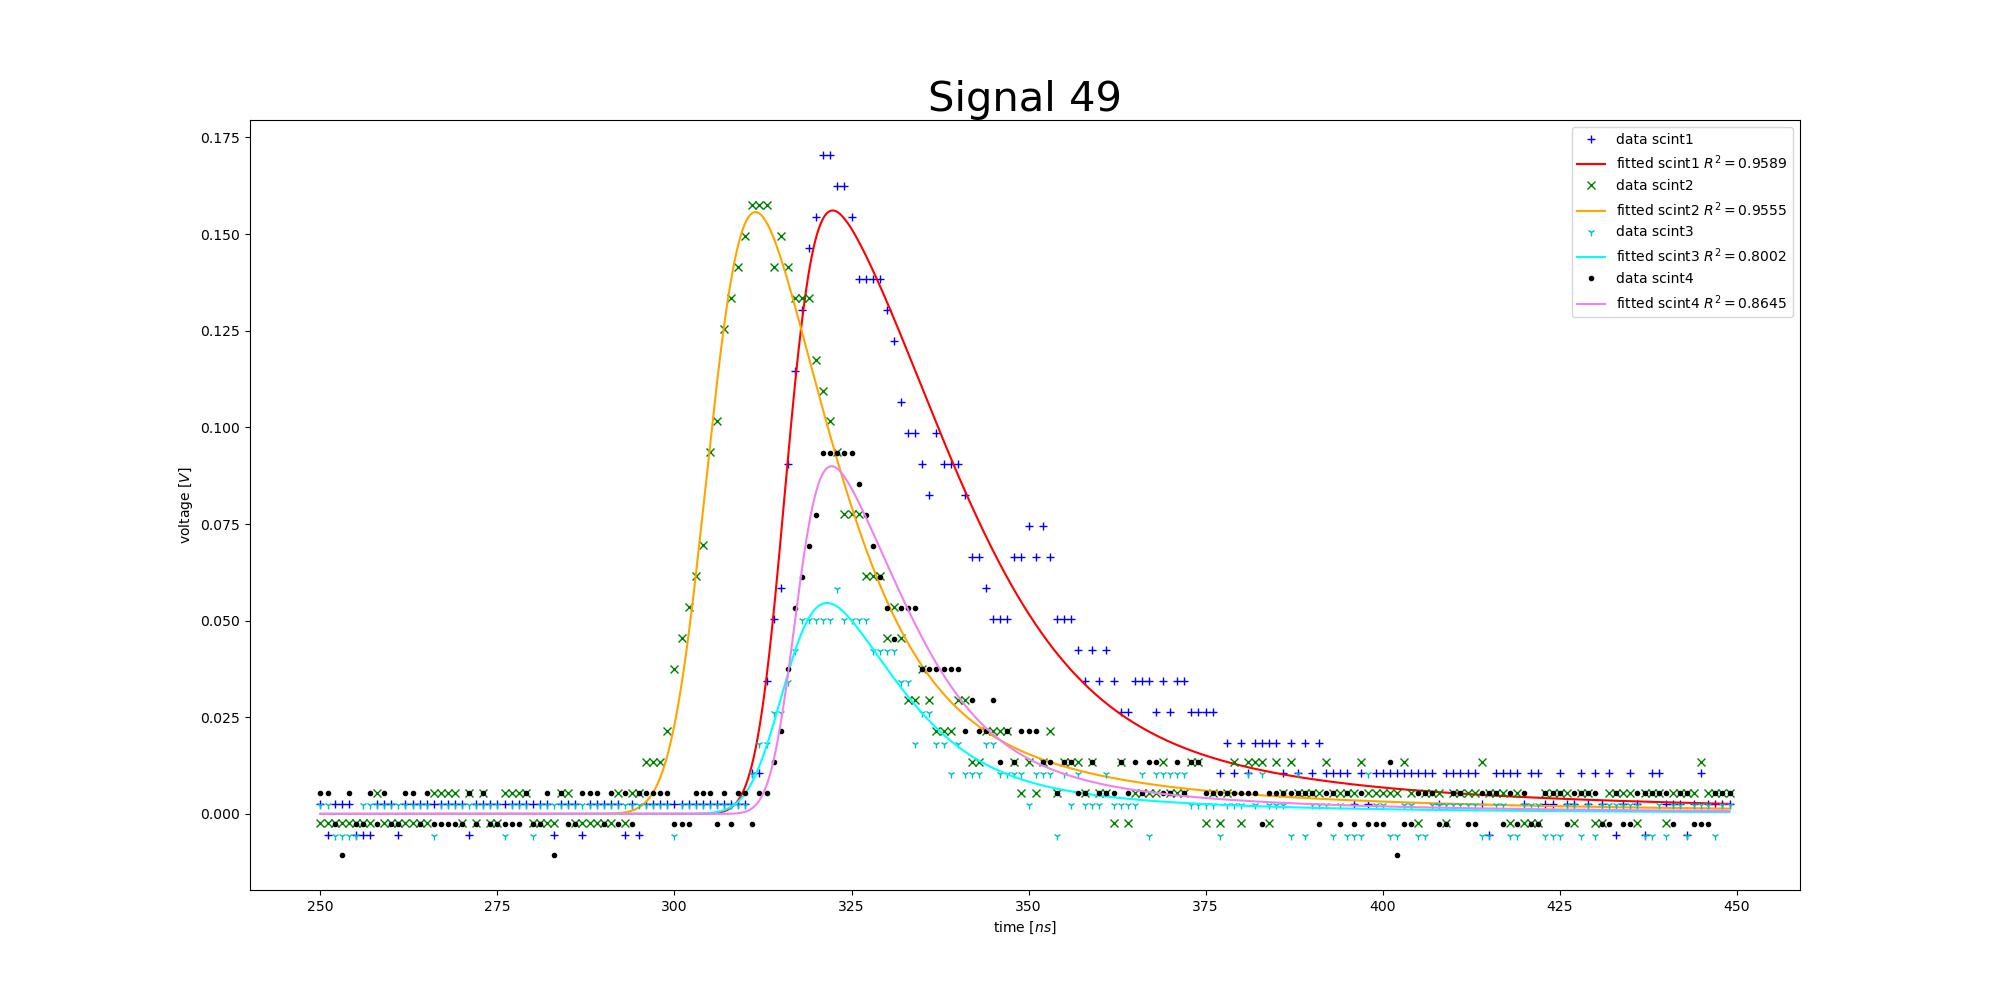 Signal 49
data scint1
fitted scint1 R² = 0.9589
data scint2
fitted scint2 R² = 0.9555
data scint3
fitted scint3 R² = 0.8002
data scint4
fitted scint4 R² = 0.8645
0.175
0.150
0.125
0.100
0.075
0.050
0.025
0.000
voltage [V]
250 275 300 325 350 375 400 425 450
time [ns]